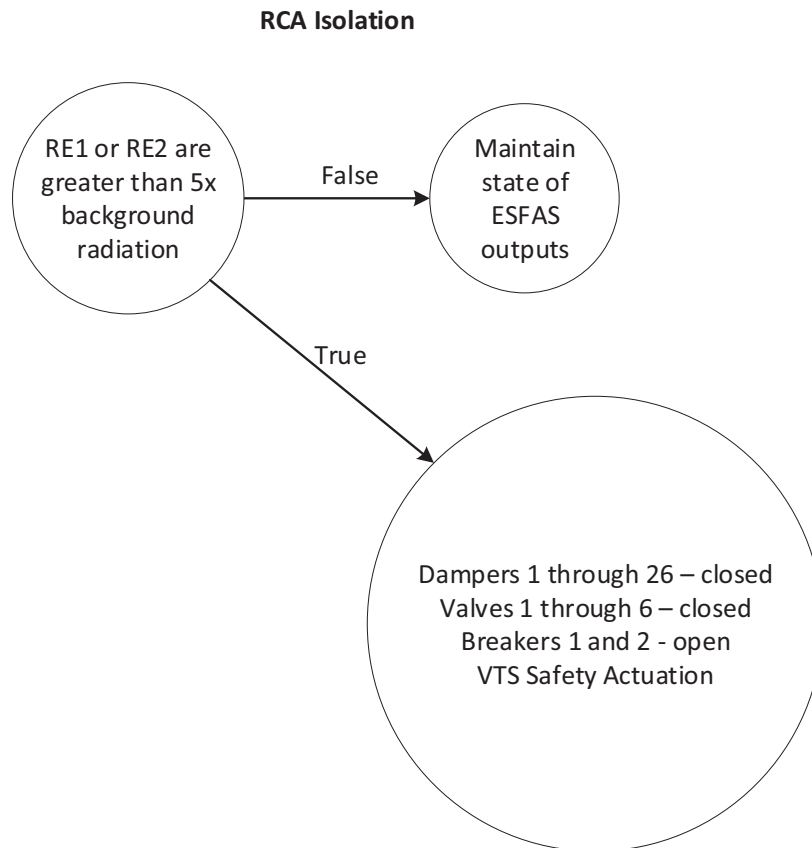 RCA Isolation
RE1 or RE2 are
greater than 5x
background
radiation
False
Maintain
state of
ESFAS
outputs
True
Dampers 1 through 26 – closed
Valves 1 through 6 – closed
Breakers 1 and 2 - open
VTS Safety Actuation